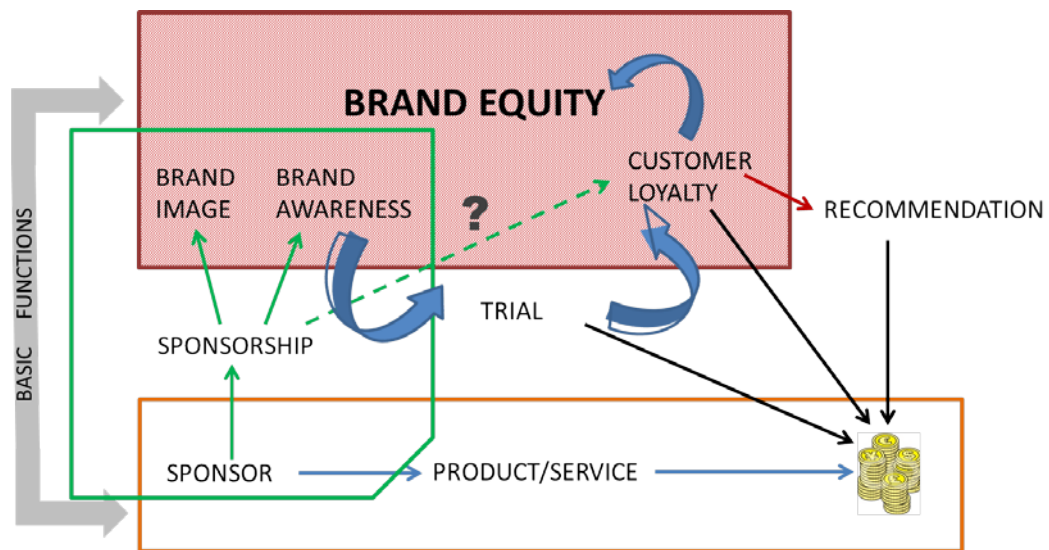 BRAND EQUITY
BRAND
IMAGE
BRAND
AWARENESS
?
CUSTOMER
LOYALTY
RECOMMENDATION
TRIAL
SPONSORSHIP
BASIC FUNCTIONS
SPONSOR
PRODUCT/SERVICE